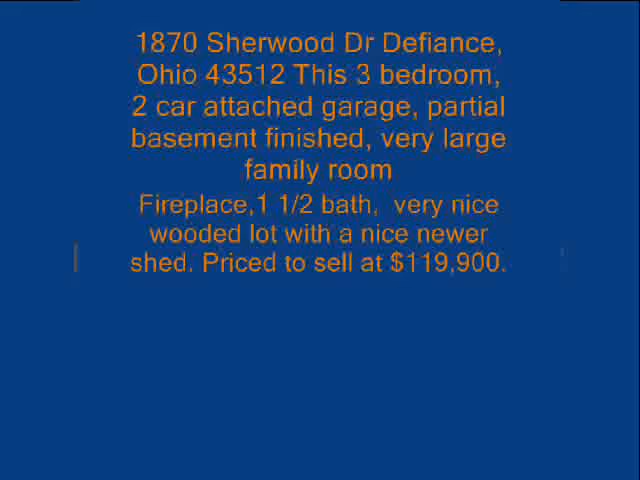 1870 Sherwood Dr Defiance,
Ohio 43512 This 3 bedroom,
2 car attached garage, partial
basement finished, very large
family room
Fireplace,1 1/2 bath,  very nice
wooded lot with a nice newer
shed. Priced to sell at $119,900.